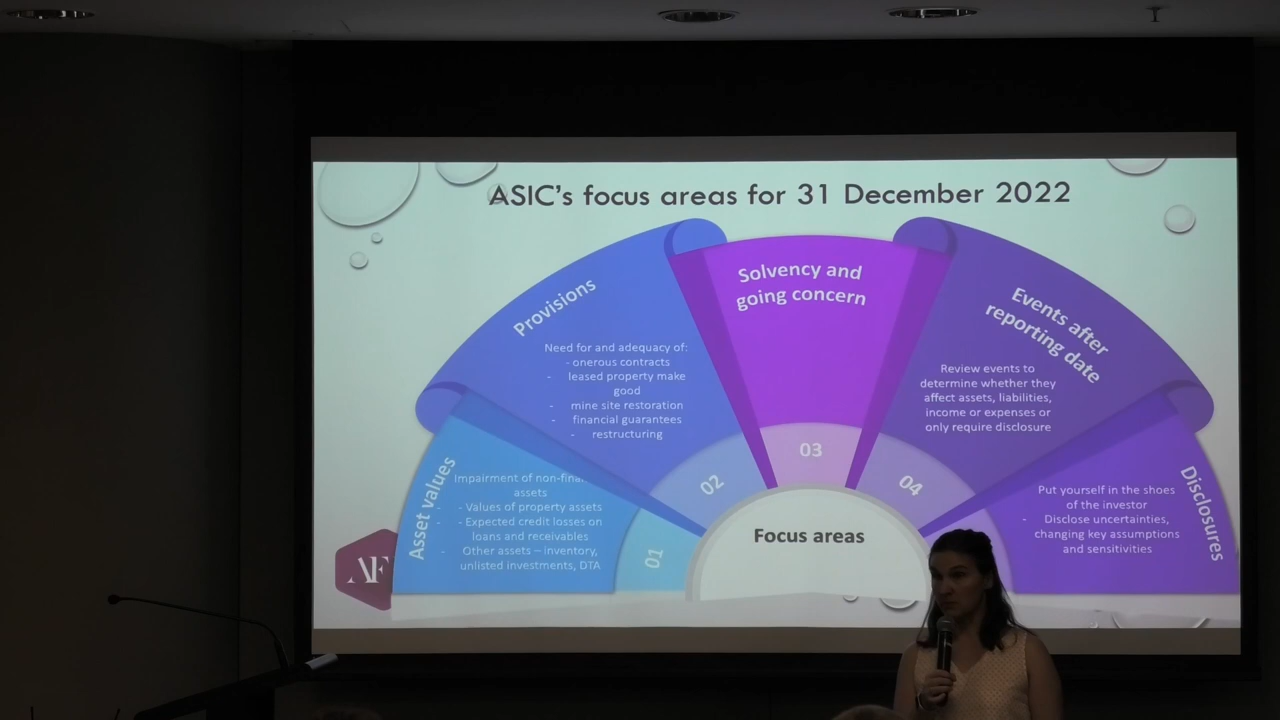 ASIC's focus areas for 31 December 2022
Asset values
Impairment of non-fina
assets
- Values of property assets
- - Expected credit losses on
loans and receivables
- Other assets – inventory,
unlisted investments, DTA
01
Provisions
Need for and adequacy of:
- onerous contracts
- leased property make
good
- mine site restoration
- financial guarantees
- restructuring
02
Solvency and
going concern
03
Events after
reporting date
Review events to
determine whether they
affect assets, liabilities,
income or expenses or
only require disclosure
04
Disclosures
Put yourself in the shoes
of the investor
- Disclose uncertainties,
changing key assumptions
and sensitivities
Focus areas
AF